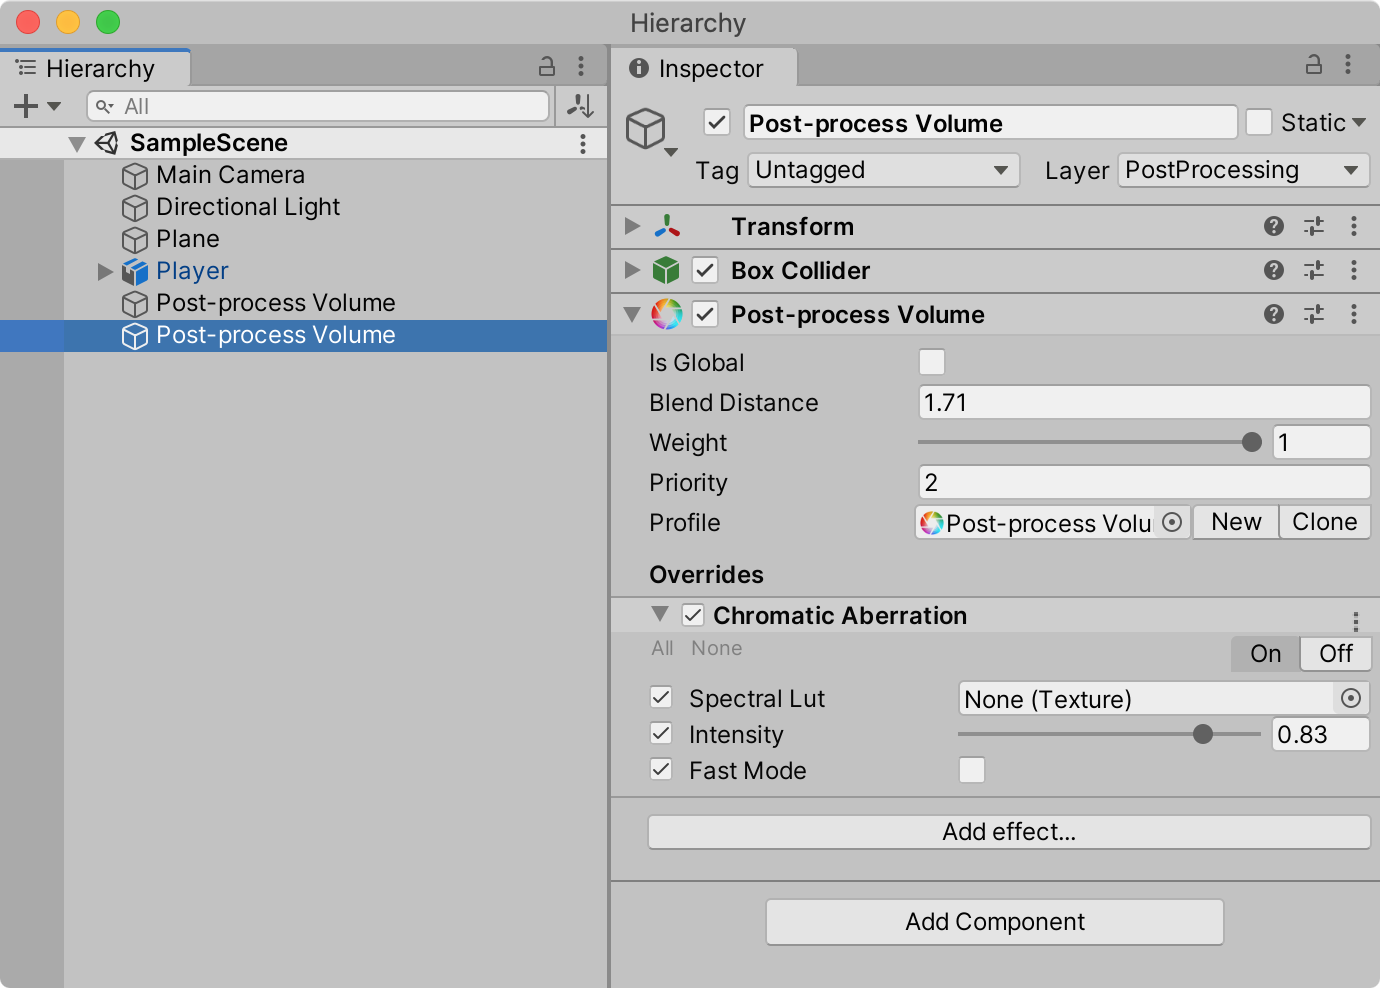 Hierarchy
Hierarchy
All
SampleScene
Main Camera
Directional Light
Plane
Player
Post-process Volume
Post-process Volume
Inspector
Post-process Volume
Static
Tag Untagged Layer PostProcessing
Transform
Box Collider
Post-process Volume
Is Global
Blend Distance 1.71
Weight 1
Priority 2
Profile Post-process Volu New Clone
Overrides
Chromatic Aberration
All None On Off
Spectral Lut None (Texture)
Intensity 0.83
Fast Mode
Add effect...
Add Component